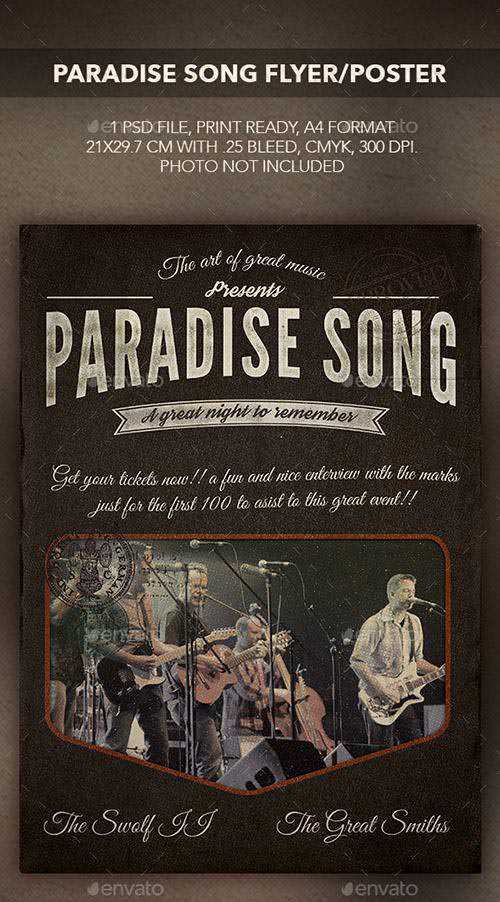 PARADISE SONG FLYER/POSTER
1 PSD FILE, PRINT READY, A4 FORMAT
21X29.7 CM WITH .25 BLEED, CMYK, 300 DPI.
PHOTO NOT INCLUDED
The art of great music
Presents
PARADISE SONG
A great night to remember
Get your tickets now!! a fun and nice enterview with the marks
just for the first 100 to asist to this great event!!
The Swolf II
The Great Smiths
envato
envato